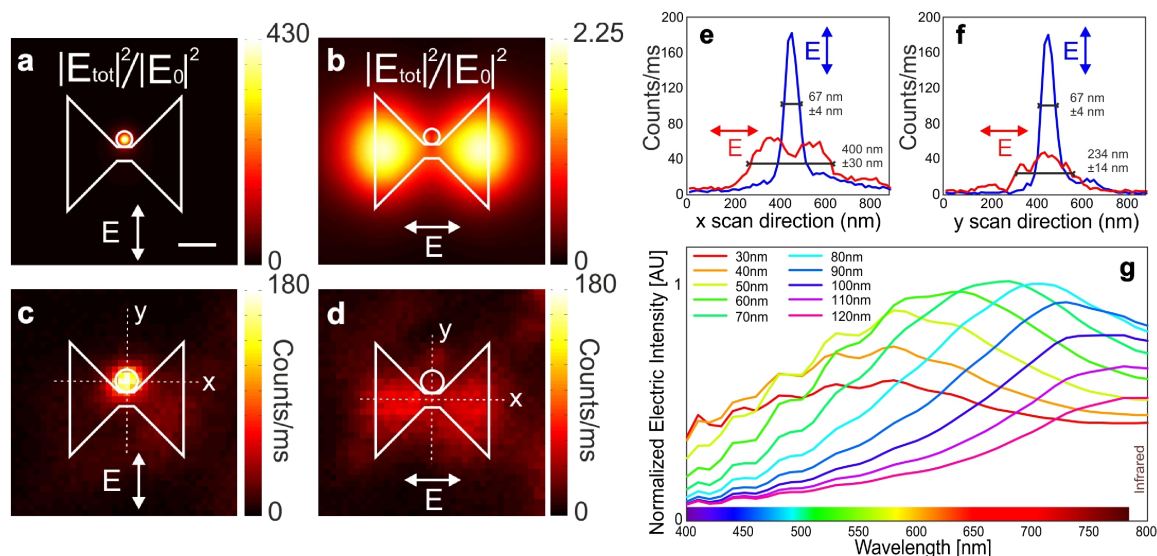 430
a
|E_tot|²/|E_0|²
E
0
2.25
b
|E_tot|²/|E_0|²
E
0
180
c
y
x
E
Counts/ms
0
180
d
y
x
E
Counts/ms
0
e
200
160
120
80
40
0
Counts/ms
E
67 nm
±4 nm
E
400 nm
±30 nm
0 200 400 600 800
x scan direction (nm)
f
200
160
120
80
40
0
Counts/ms
E
67 nm
±4 nm
E
234 nm
±14 nm
0 200 400 600 800
y scan direction (nm)
g
30nm
40nm
50nm
60nm
70nm
80nm
90nm
100nm
110nm
120nm
Normalized Electric Intensity [AU]
1
0
Infrared
400 450 500 550 600 650 700 750 800
Wavelength [nm]